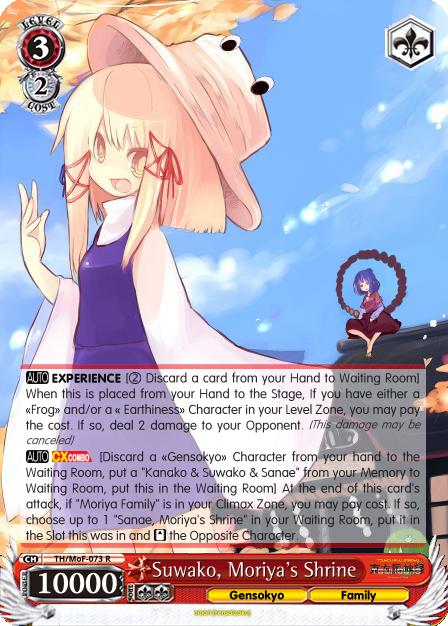 LEVEL
3
2
COST
AUTO EXPERIENCE [② Discard a card from your Hand to Waiting Room]
When this is placed from your Hand to the Stage, If you have either a
«Frog» and/or a « Earthiness» Character in your Level Zone, you may pay
the cost. If so, deal 2 damage to your Opponent. (This damage may be
canceled)
AUTO CXCOMBO [Discard a «Gensokyo» Character from your hand to the
Waiting Room, put a "Kanako & Suwako & Sanae" from your Memory to
Waiting Room, put this in the Waiting Room] At the end of this card's
attack, if "Moriya Family" is in your Climax Zone, you may pay cost. If so,
choose up to 1 "Sanae, Moriya's Shrine" in your Waiting Room, put it in
the Slot this was in and [*] the Opposite Character.
TH/MoF-073 R
POWER
10000
SOUL
Suwako, Moriya's Shrine
Gensokyo
Family